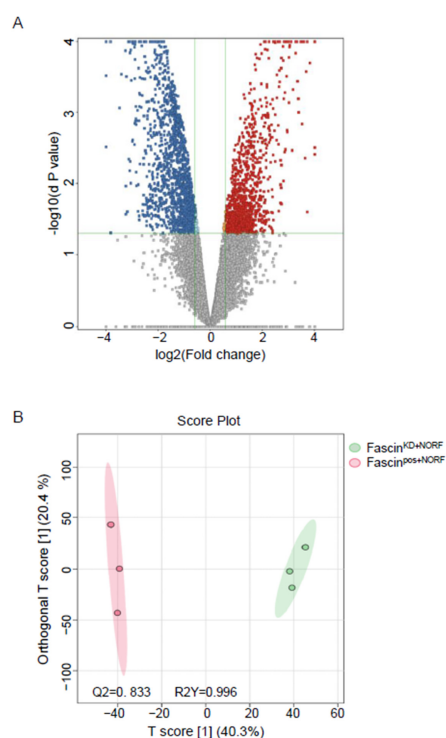 A
4
3
2
1
0
-log10(d P value)
−4 −2 0 2 4
log2(Fold change)
B
Score Plot
Fascin^KD+NORF
Fascin^pos+NORF
100
50
0
−50
−100
Orthogonal T score [1] (20.4 %)
Q2=0. 833 R2Y=0.996
−40 −20 0 20 40 60
T score [1] (40.3%)